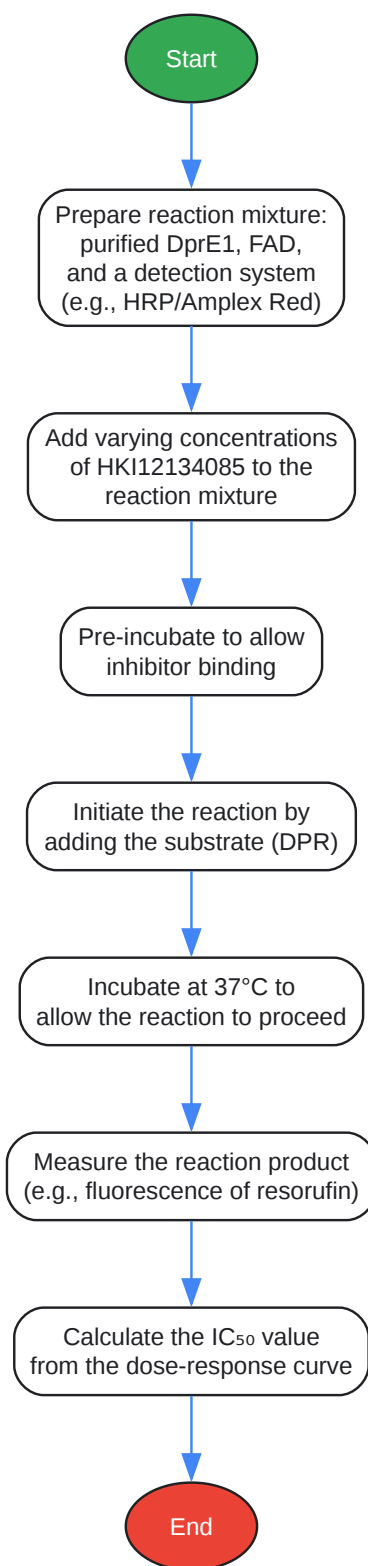 Start
Prepare reaction mixture:
purified DprE1, FAD,
and a detection system
(e.g., HRP/Amplex Red)
Add varying concentrations
of HKI12134085 to the
reaction mixture
Pre-incubate to allow
inhibitor binding
Initiate the reaction by
adding the substrate (DPR)
Incubate at 37°C to
allow the reaction to proceed
Measure the reaction product
(e.g., fluorescence of resorufin)
Calculate the IC₅₀ value
from the dose-response curve
End